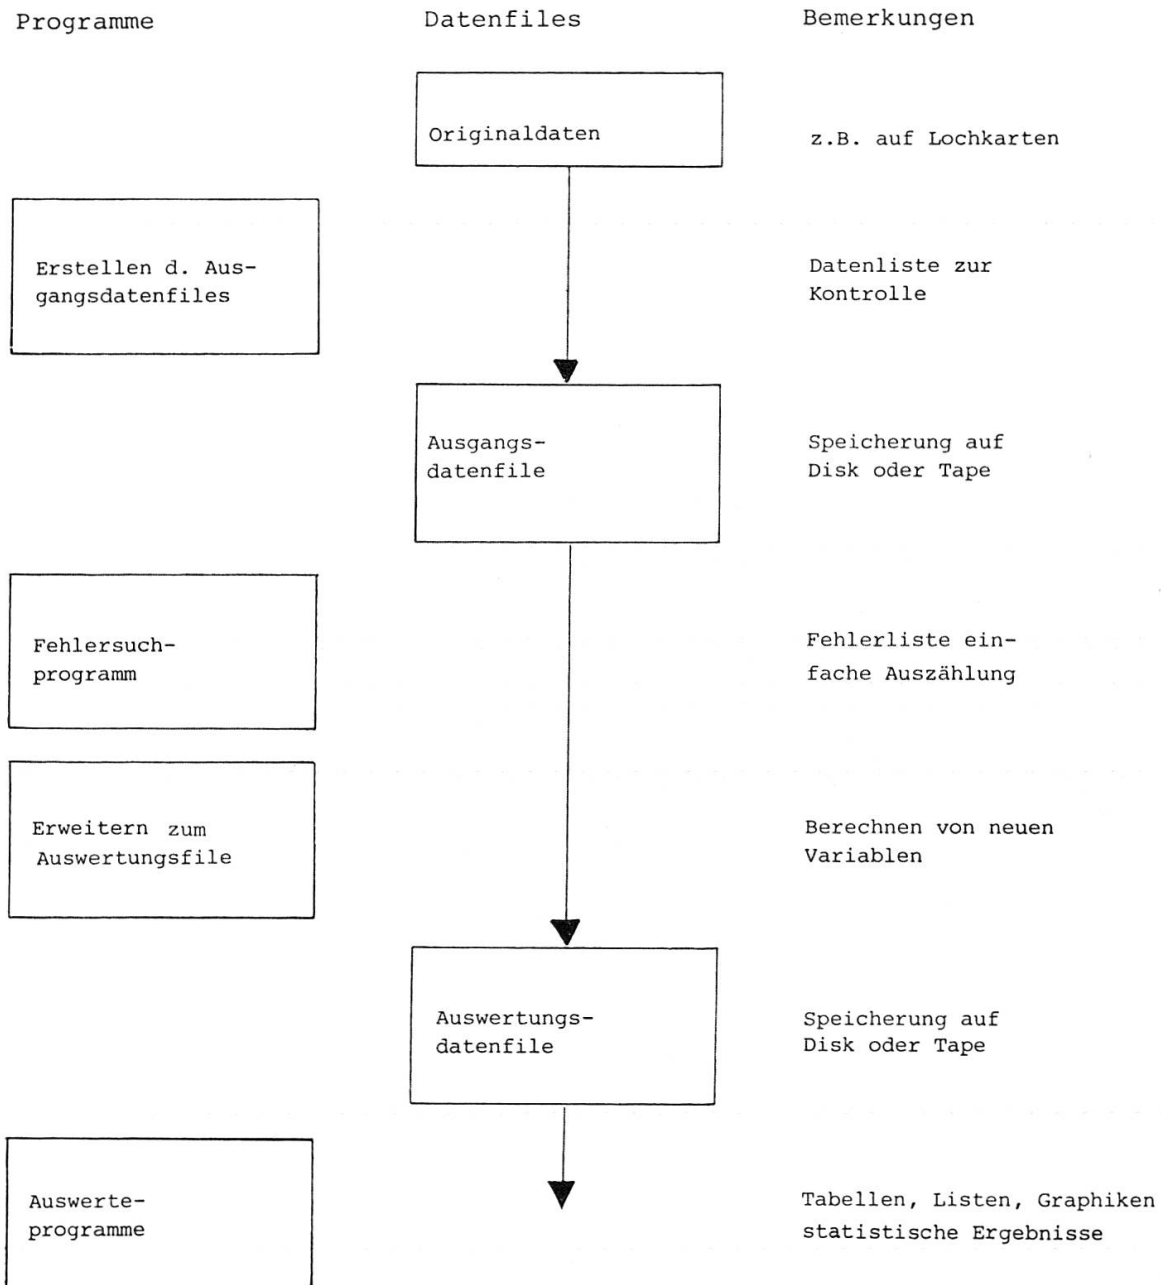 Programme Datenfiles Bemerkungen
Originaldaten z.B. auf Lochkarten
Erstellen d. Aus- Datenliste zur
gangsdatenfiles Kontrolle
Ausgangs- Speicherung auf
datenfile Disk oder Tape
Fehlersuch- Fehlerliste ein-
programm fache Auszählung
Erweitern zum Berechnen von neuen
Auswertungsfile Variablen
Auswertungs- Speicherung auf
datenfile Disk oder Tape
Auswerte- Tabellen, Listen, Graphiken
programme statistische Ergebnisse